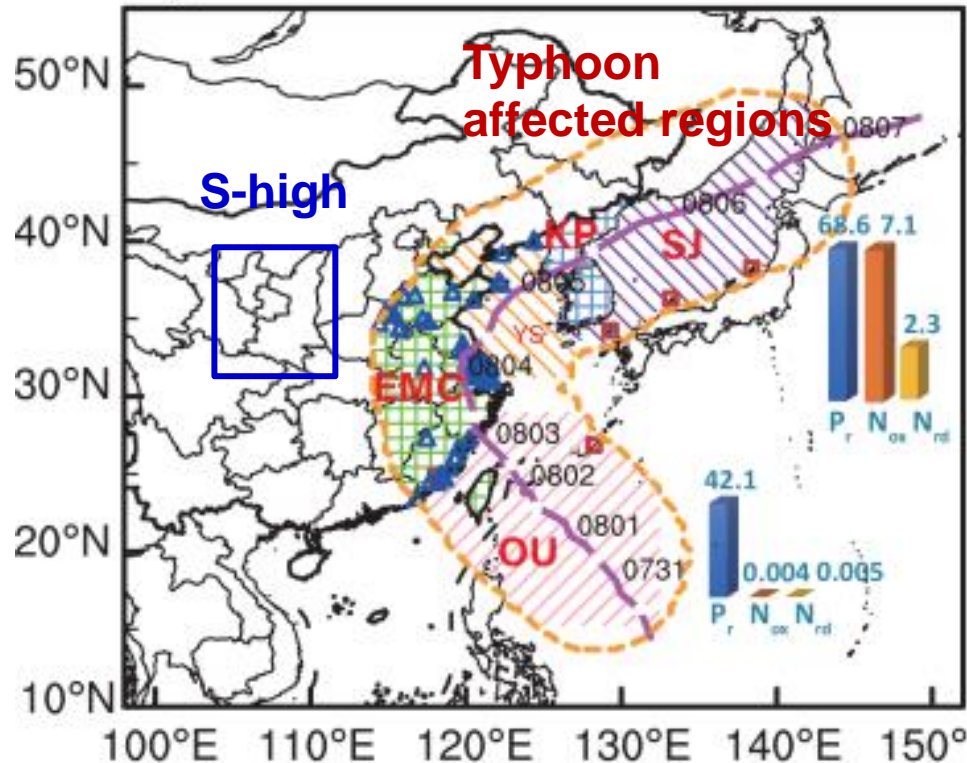 50°N
40°N
30°N
20°N
10°N
100°E
110°E
120°E
130°E
140°E
150°
Typhoon
affected regions
S-high
0807
0806
KP
SJ
0805
YS
0804
EMC
0803
0802
0801
OU
0731
68.6 7.1
2.3
Pr Nox Nrd
42.1
0.004 0.005
Pr Nox Nrd